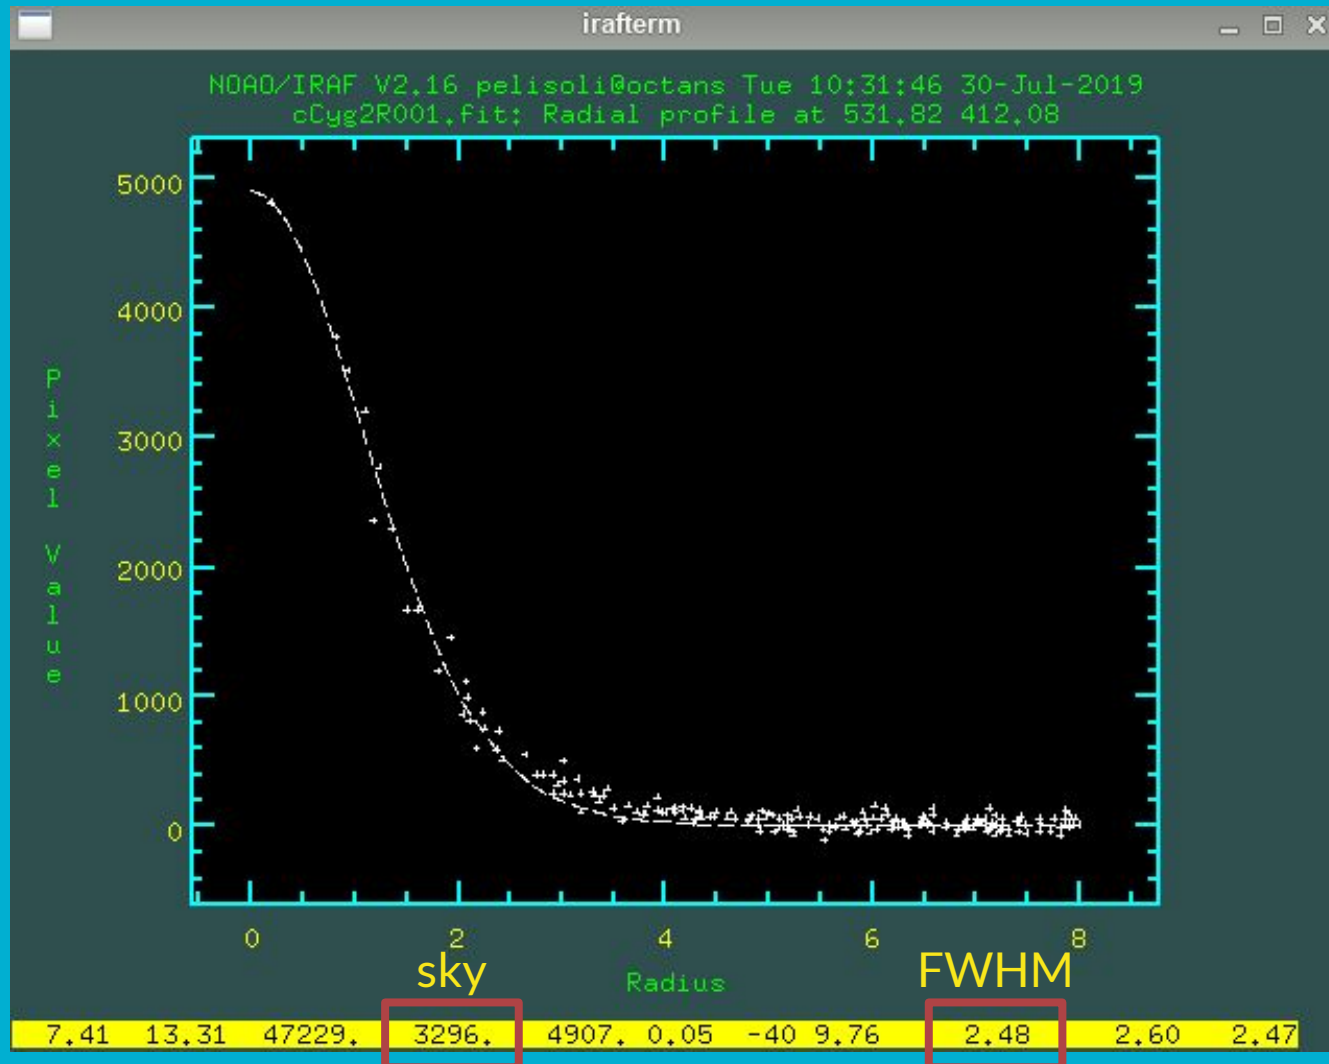 irafterm
NOAO/IRAF V2.16 pelisoli@octans Tue 10:31:46 30-Jul-2019
cCyg2R001.fit: Radial profile at 531.82 412.08
Pixel Value
5000
4000
3000
2000
1000
0
0 2 4 6 8
Radius
sky FWHM
7.41 13.31 47229. 3296. 4907. 0.05 -40 9.76 2.48 2.60 2.47